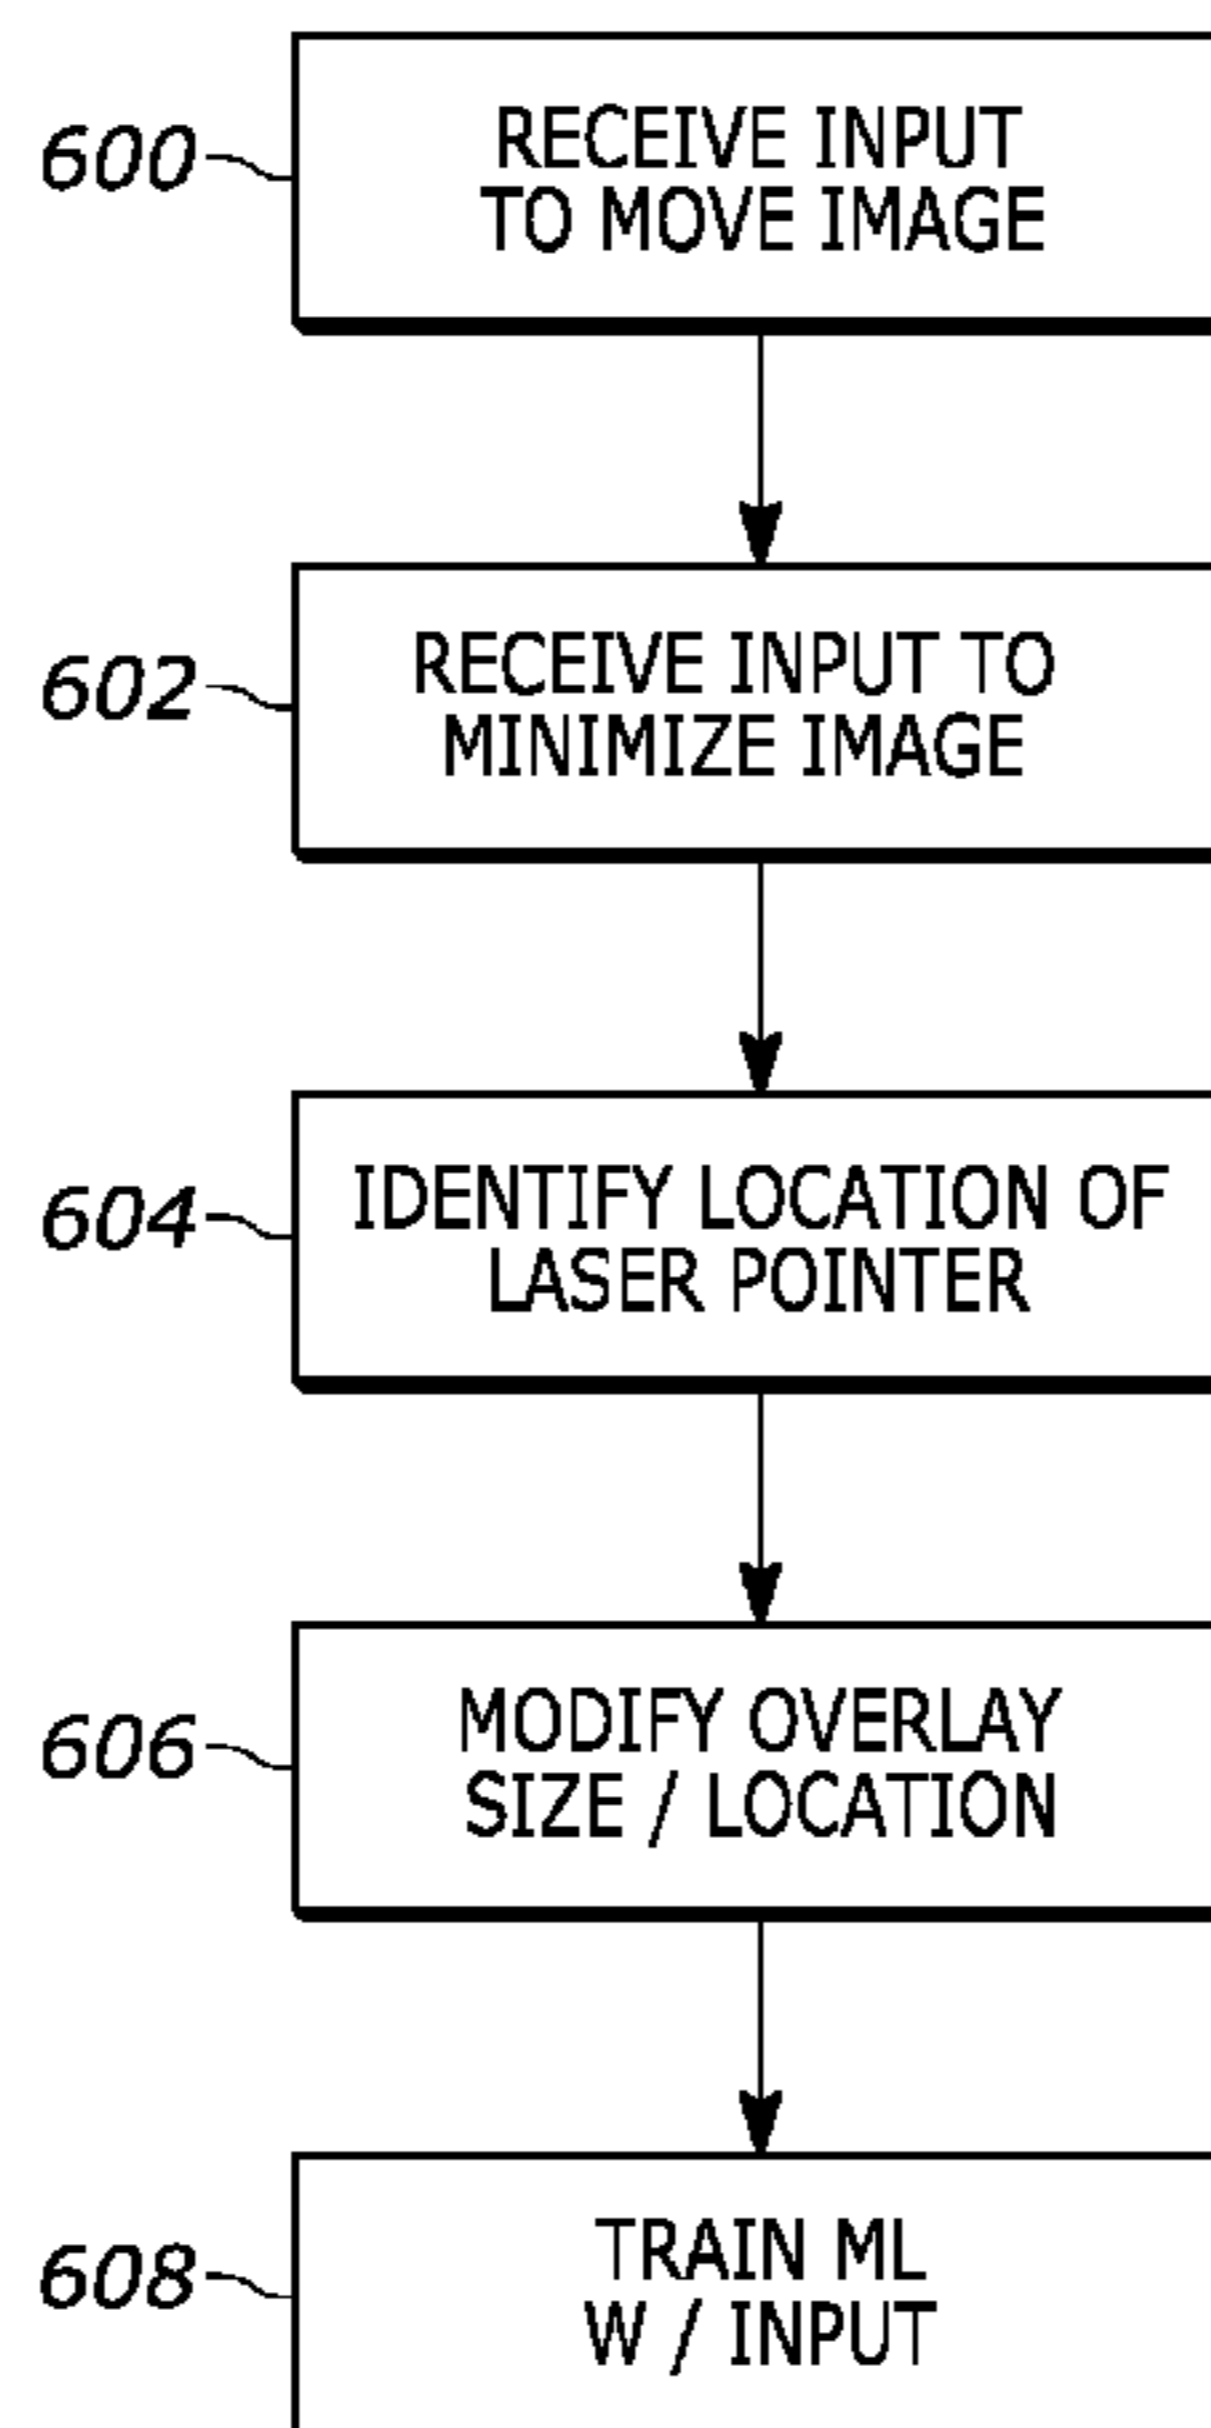 600
RECEIVE INPUT
TO MOVE IMAGE
602
RECEIVE INPUT TO
MINIMIZE IMAGE
604
IDENTIFY LOCATION OF
LASER POINTER
606
MODIFY OVERLAY
SIZE / LOCATION
608
TRAIN ML
W / INPUT